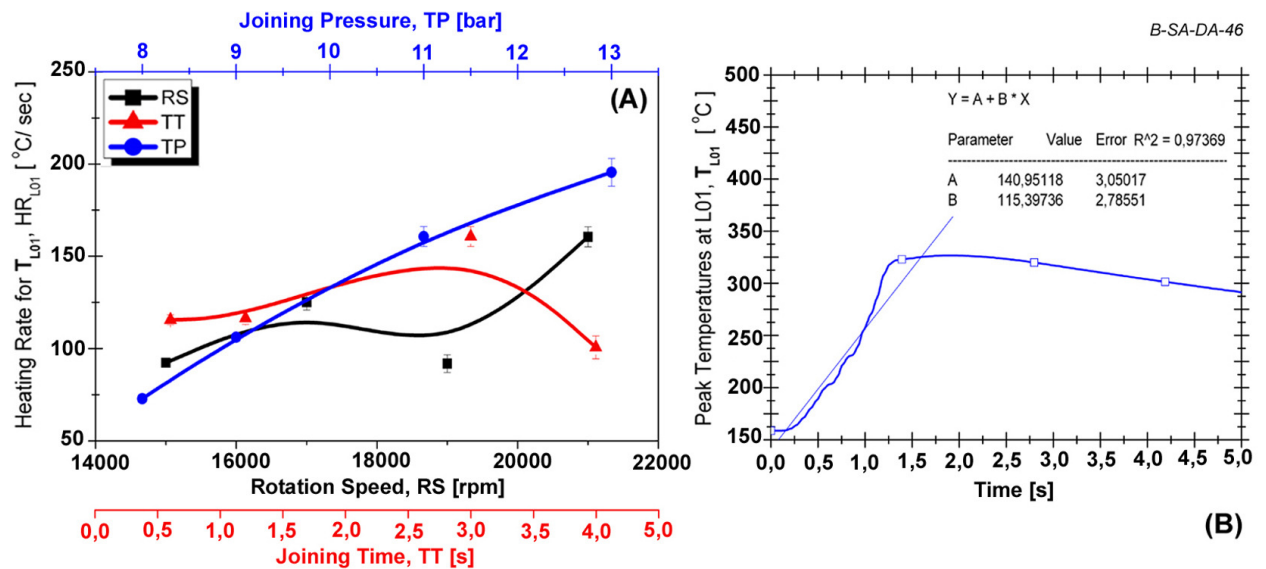 Joining Pressure, TP [bar]
8 9 10 11 12 13
B-SA-DA-46
Heating Rate for T_L01, HR_L01 [ °C/ sec ]
250
200
150
100
50
RS
TT
TP
(A)
14000 16000 18000 20000 22000
Rotation Speed, RS [rpm]
0,0 0,5 1,0 1,5 2,0 2,5 3,0 3,5 4,0 5,0
Joining Time, TT [s]
Peak Temperatures at L01, T_L01 [ °C ]
500
450
400
350
300
250
200
150
Y = A + B * X
Parameter Value Error R^2 = 0,97369
------------------------------------------------------------
A 140,95118 3,05017
B 115,39736 2,78551
0,0 0,5 1,0 1,5 2,0 2,5 3,0 3,5 4,0 4,5 5,0
Time [s]
(B)